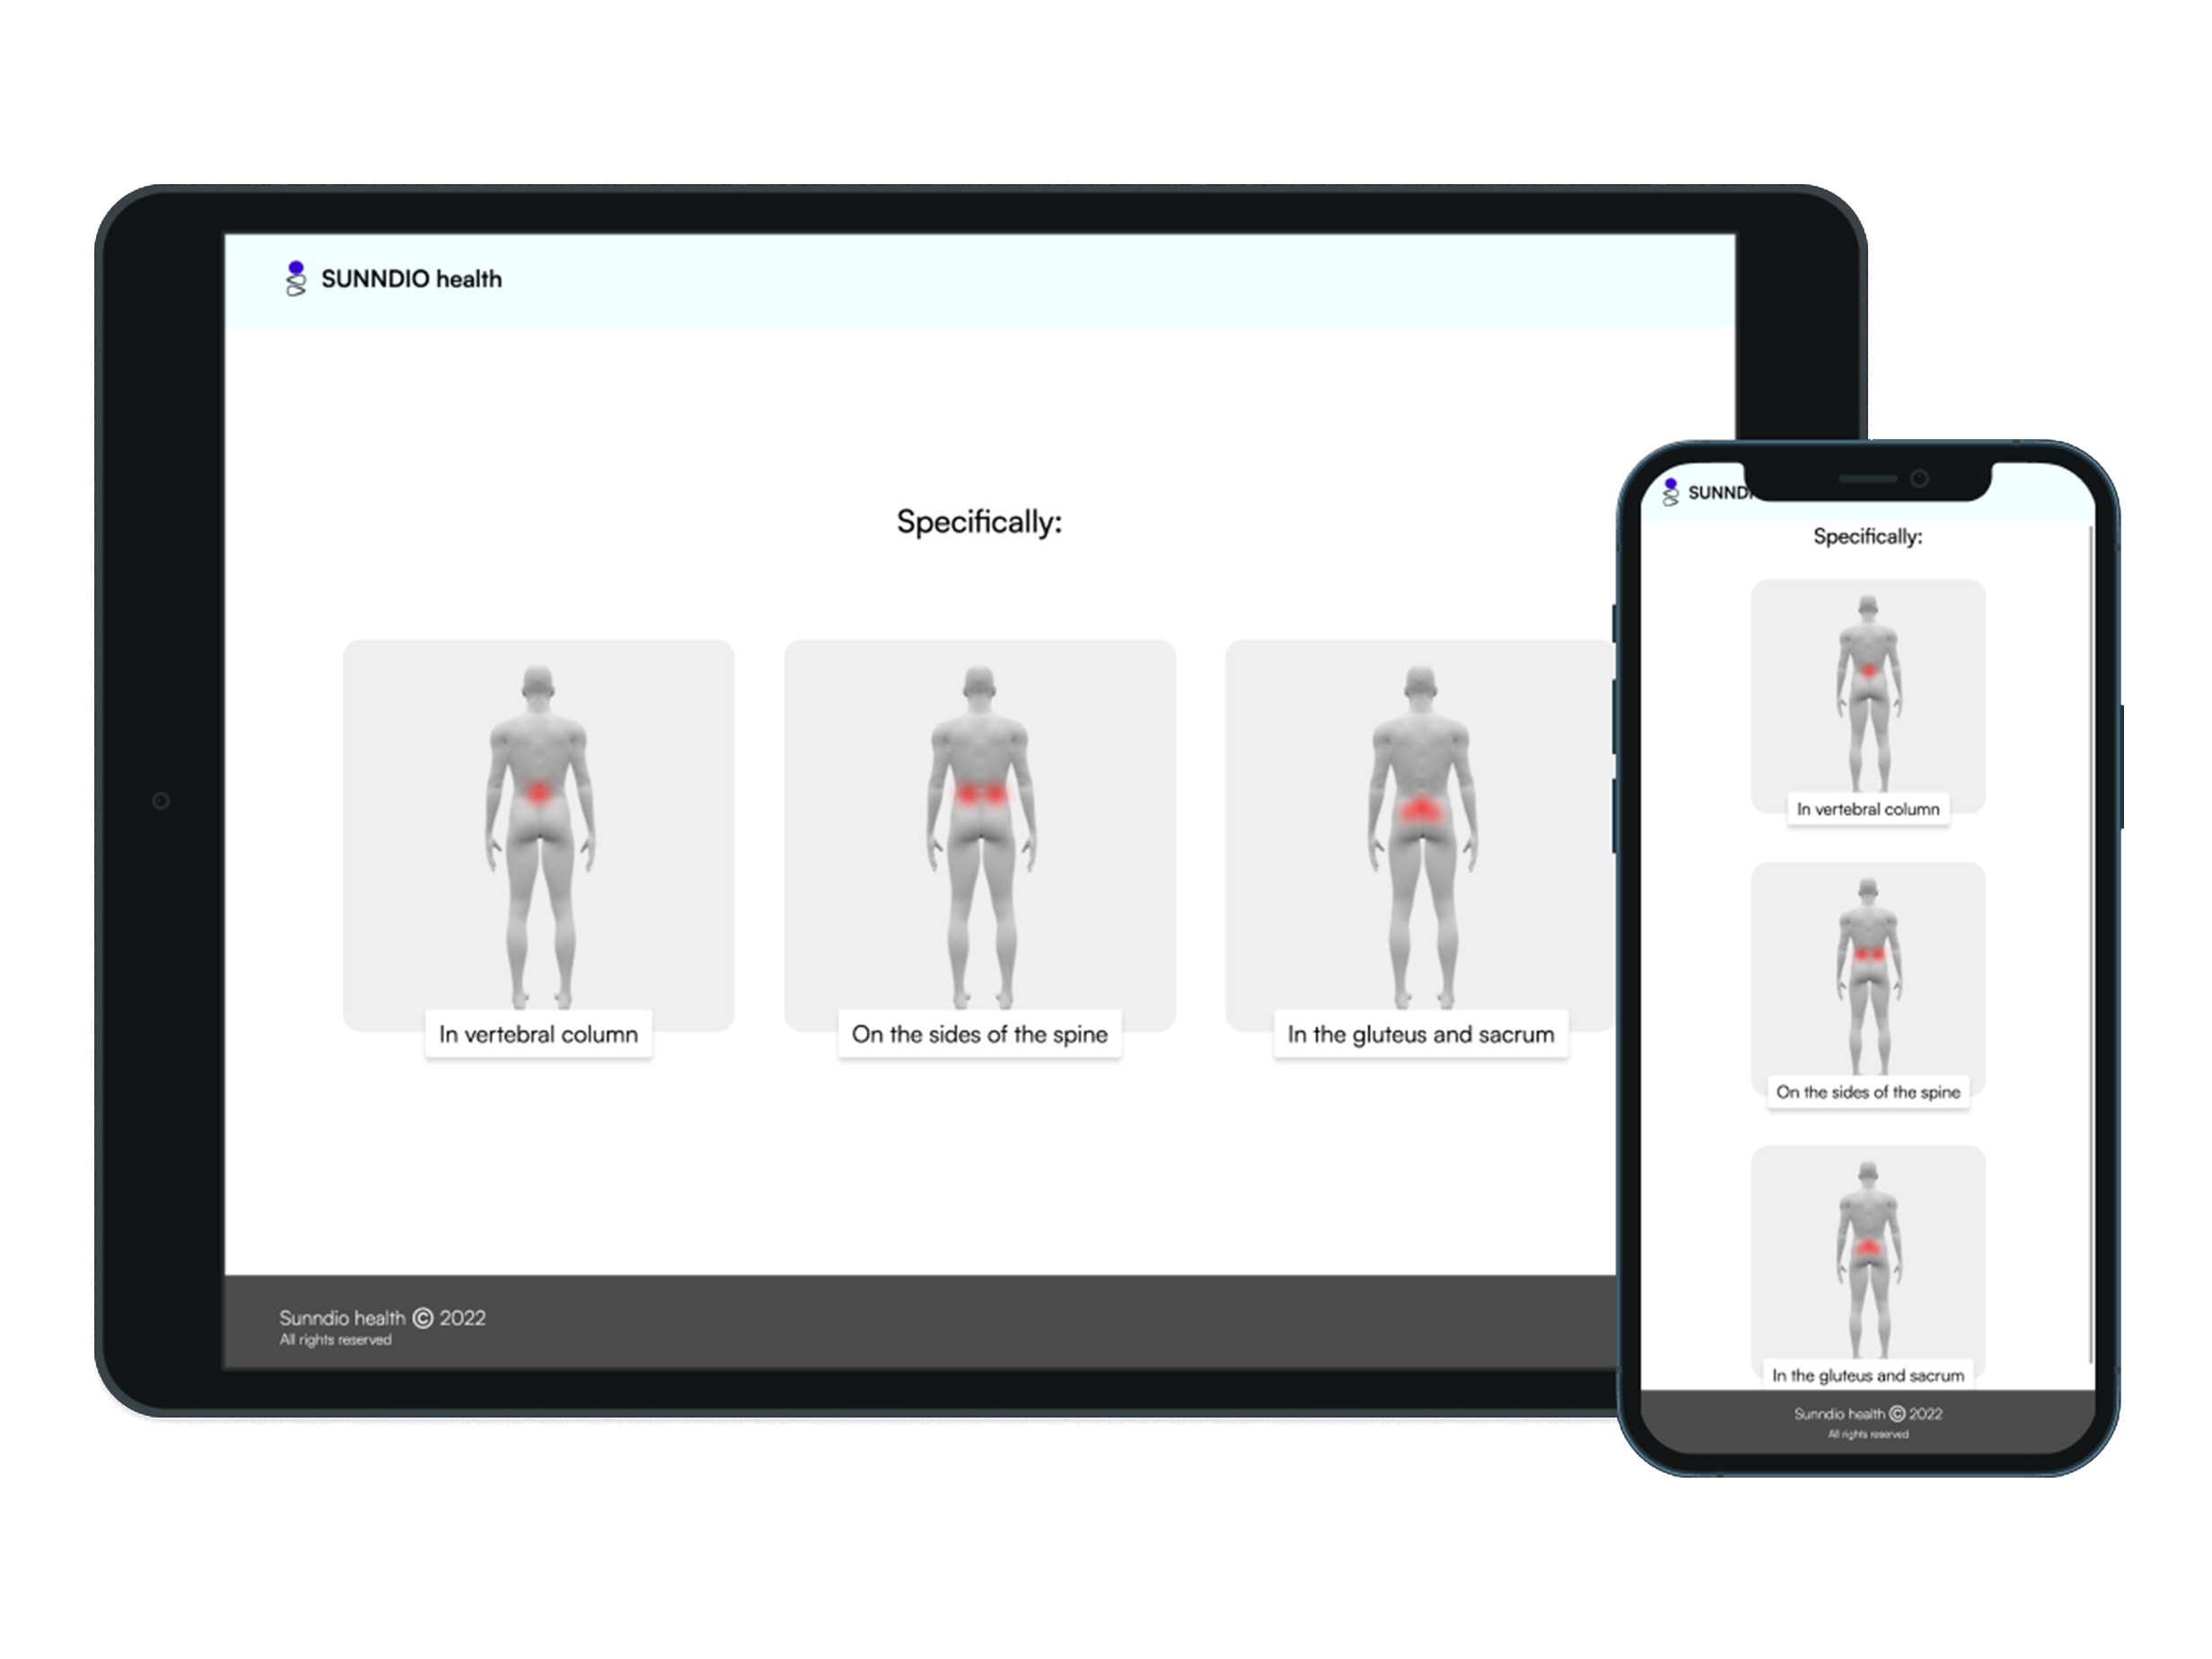 SUNNDIO health
Specifically:
In vertebral column
On the sides of the spine
In the gluteus and sacrum
Sunndio health © 2022
All rights reserved
SUNNDI
Specifically:
In vertebral column
On the sides of the spine
In the gluteus and sacrum
Sunndio health © 2022
All rights reserved